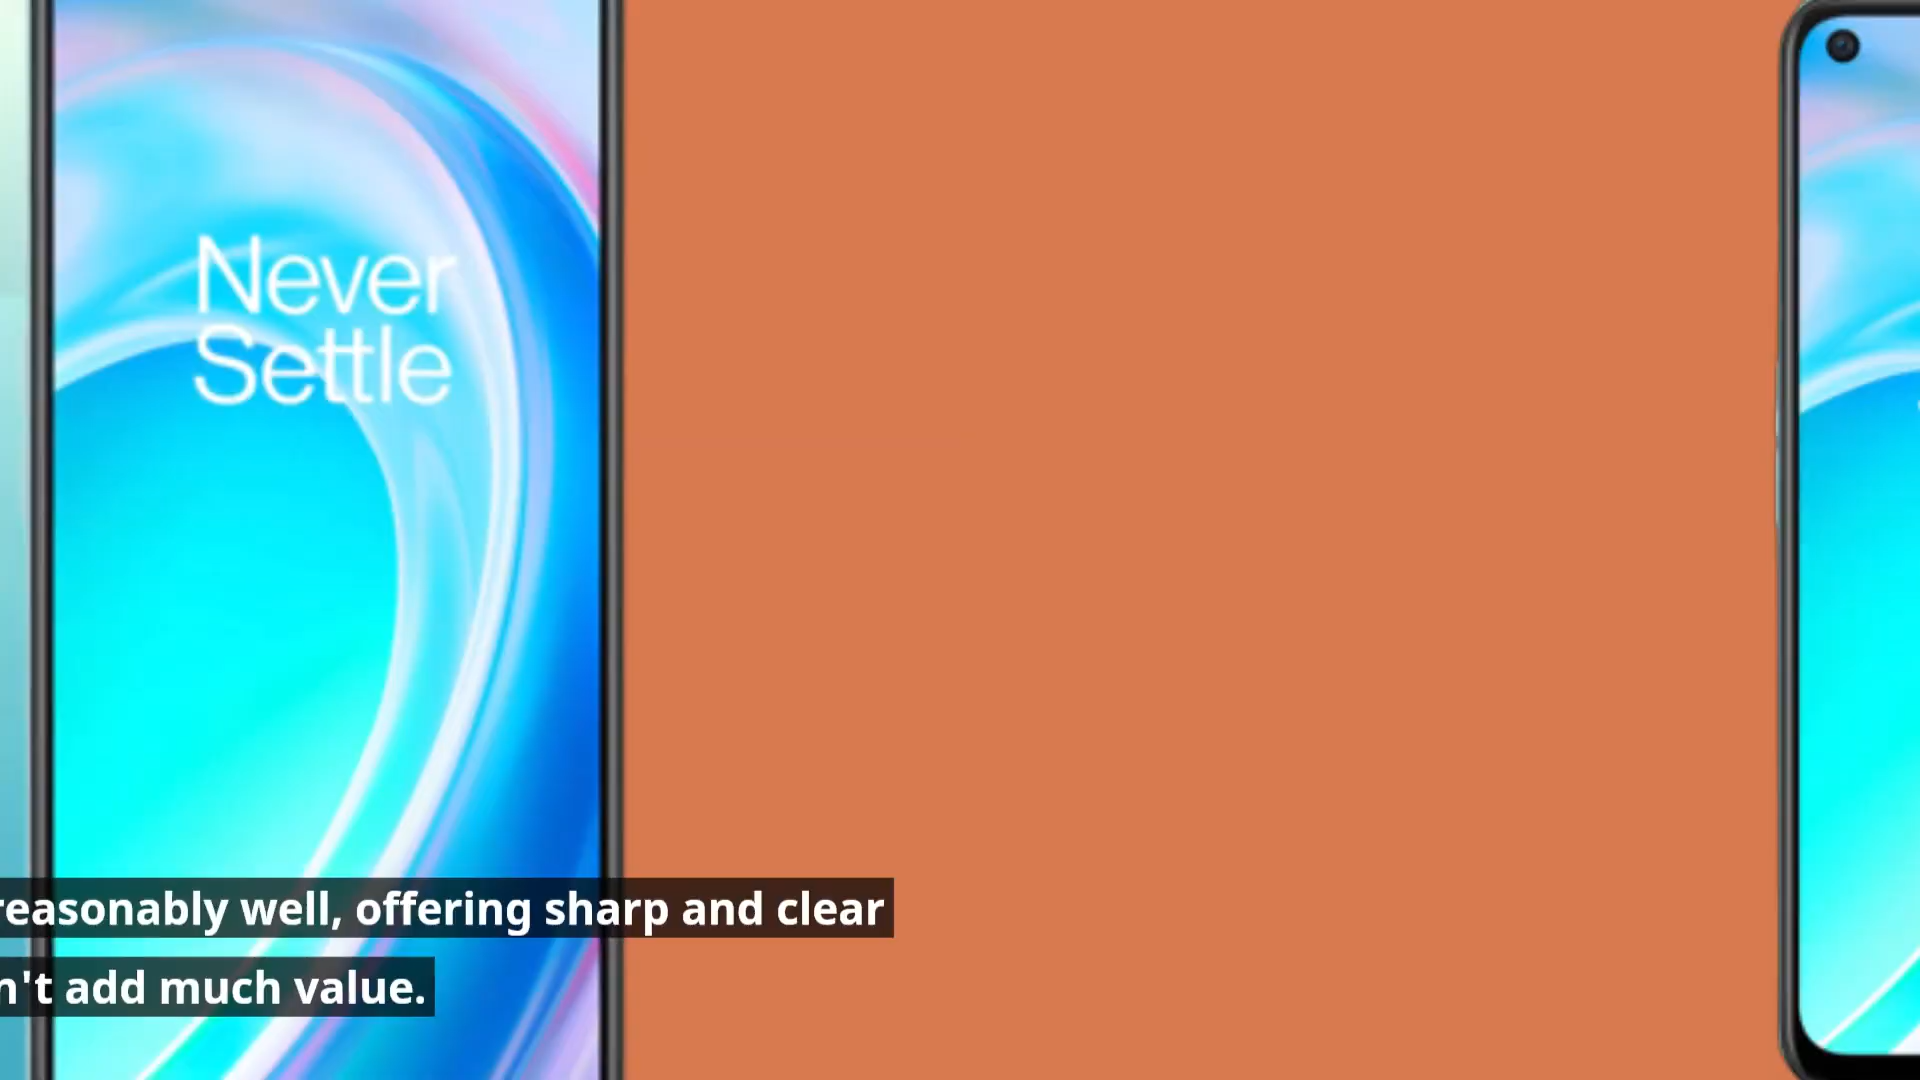 Never
Settle
reasonably well, offering sharp and clear
n't add much value.